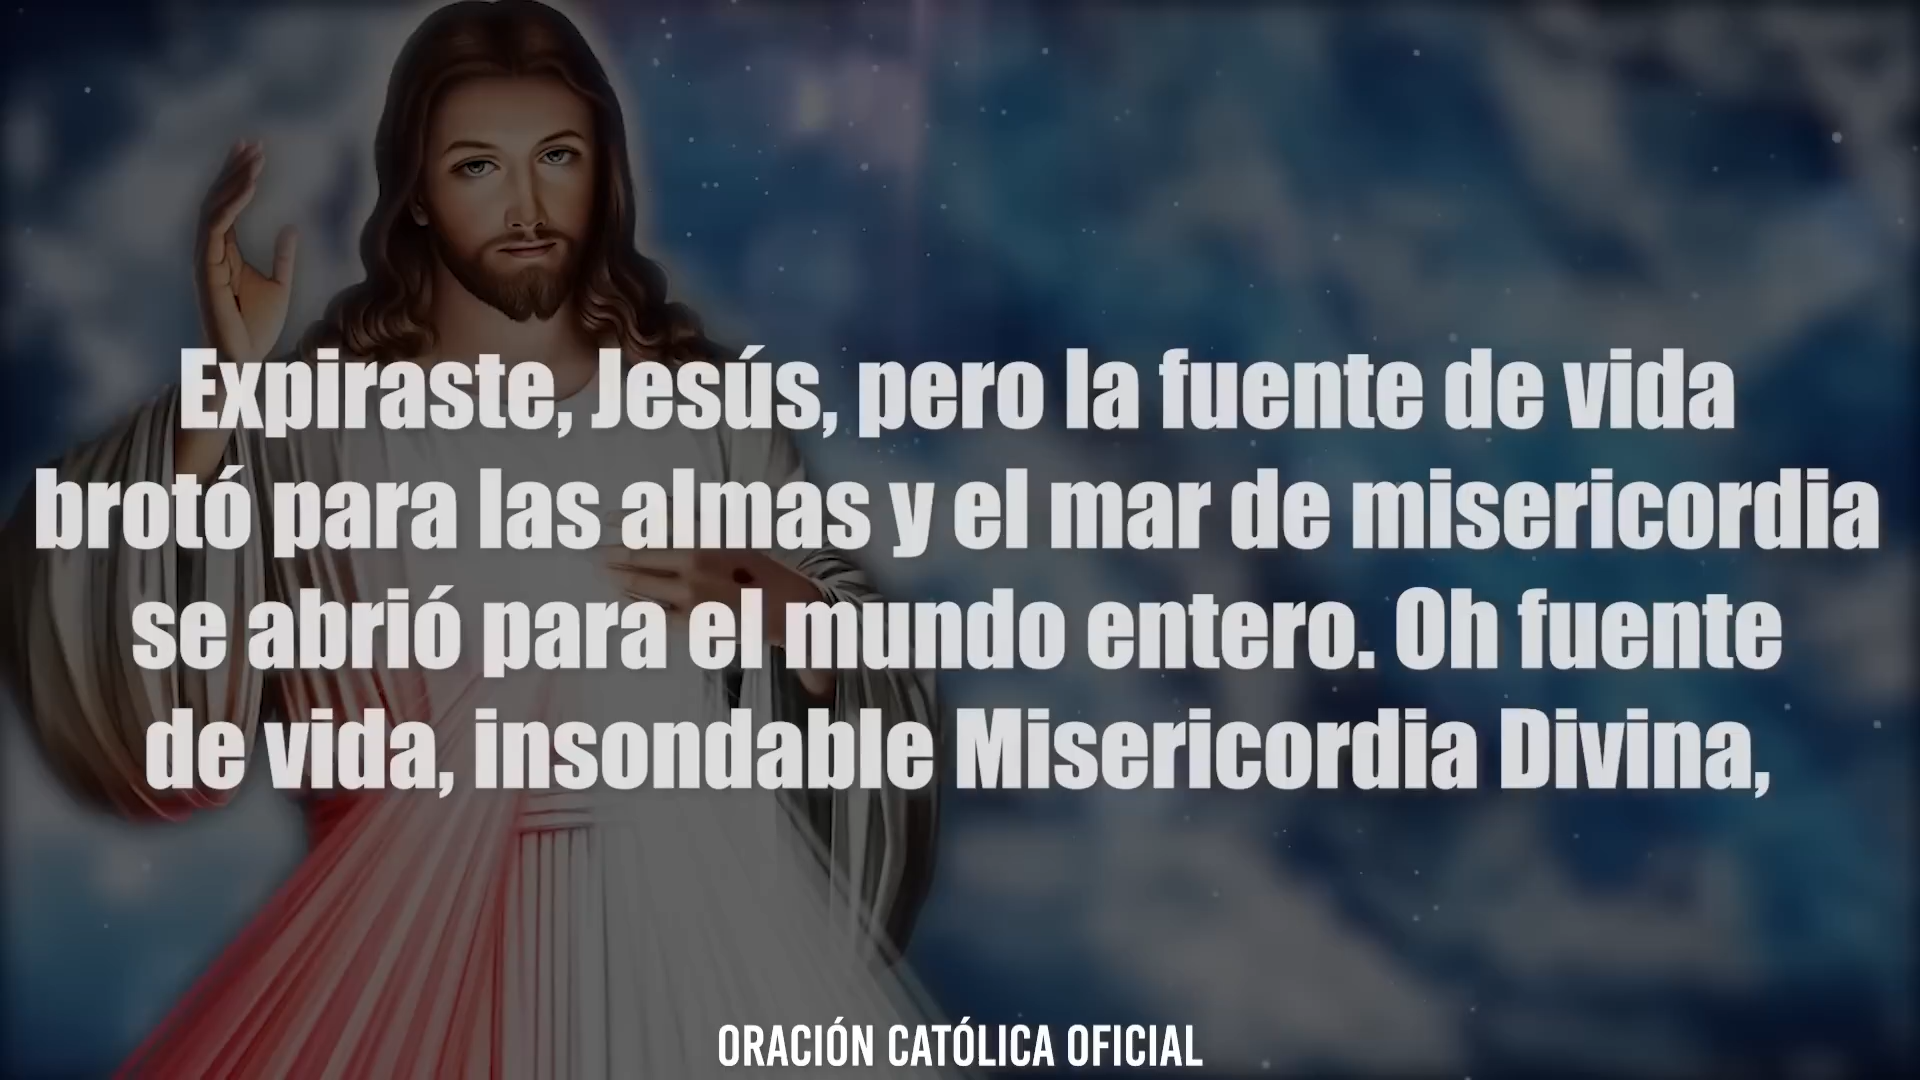 Expiraste, Jesús, pero la fuente de vida
brotó para las almas y el mar de misericordia
se abrió para el mundo entero. Oh fuente
de vida, insondable Misericordia Divina,
ORACIÓN CATÓLICA OFICIAL